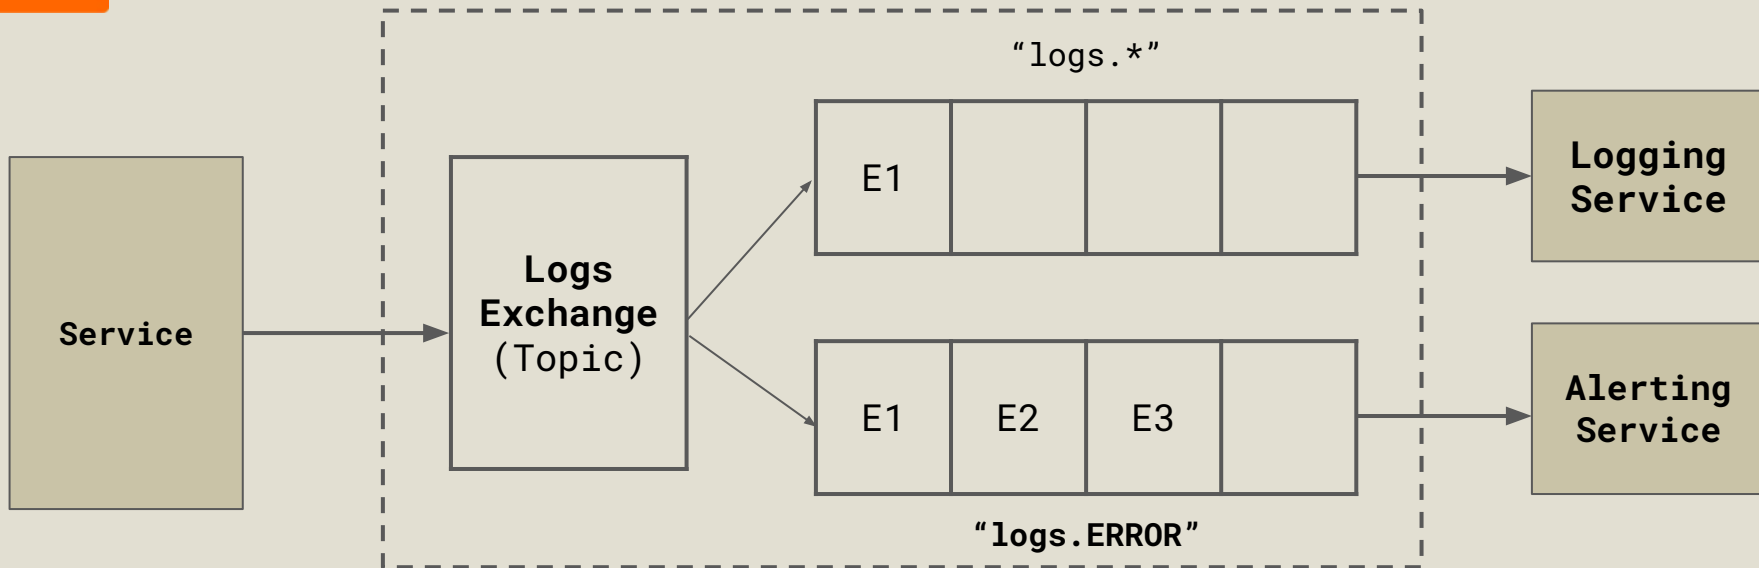 “logs.*”
E1
Logging
Service
Service
Logs
Exchange
(Topic)
E1 E2 E3
Alerting
Service
“logs.ERROR”